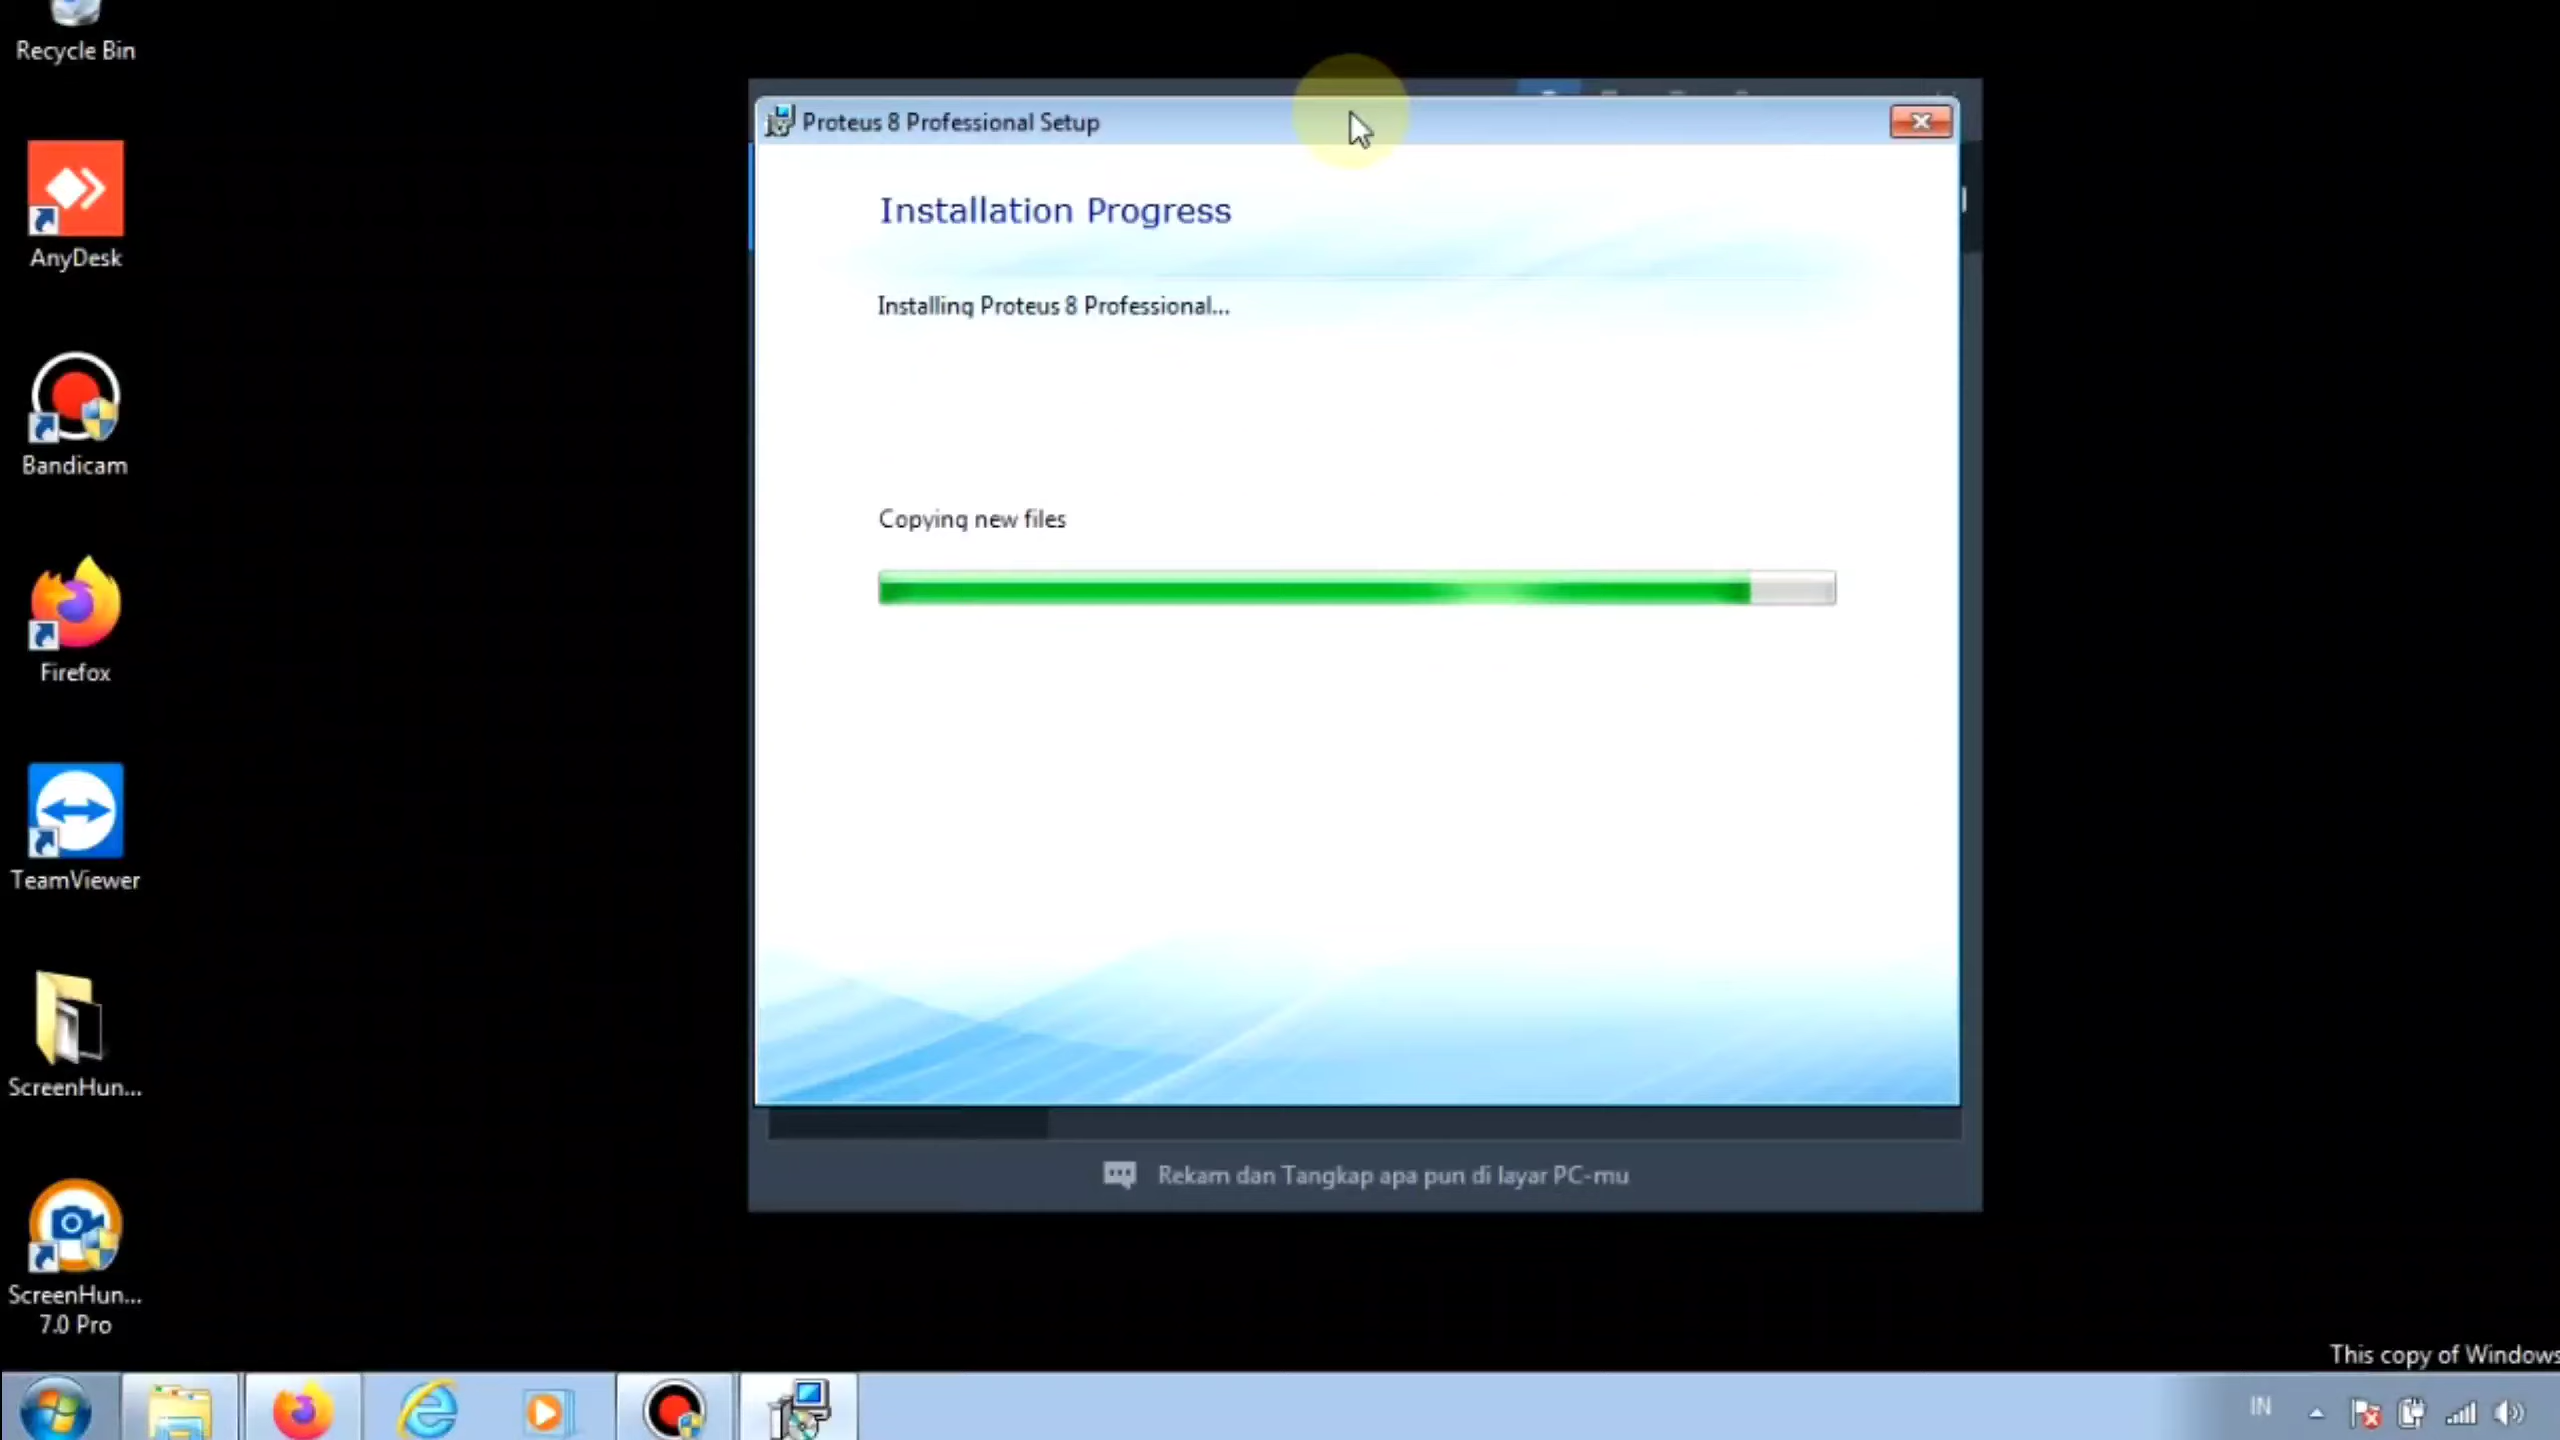 Recycle Bin
AnyDesk
Bandicam
Firefox
TeamViewer
ScreenHun...
ScreenHun...
7.0 Pro
Proteus 8 Professional Setup
Installation Progress
Installing Proteus 8 Professional...
Copying new files
Rekam dan Tangkap apa pun di layar PC-mu
This copy of Windows
IN